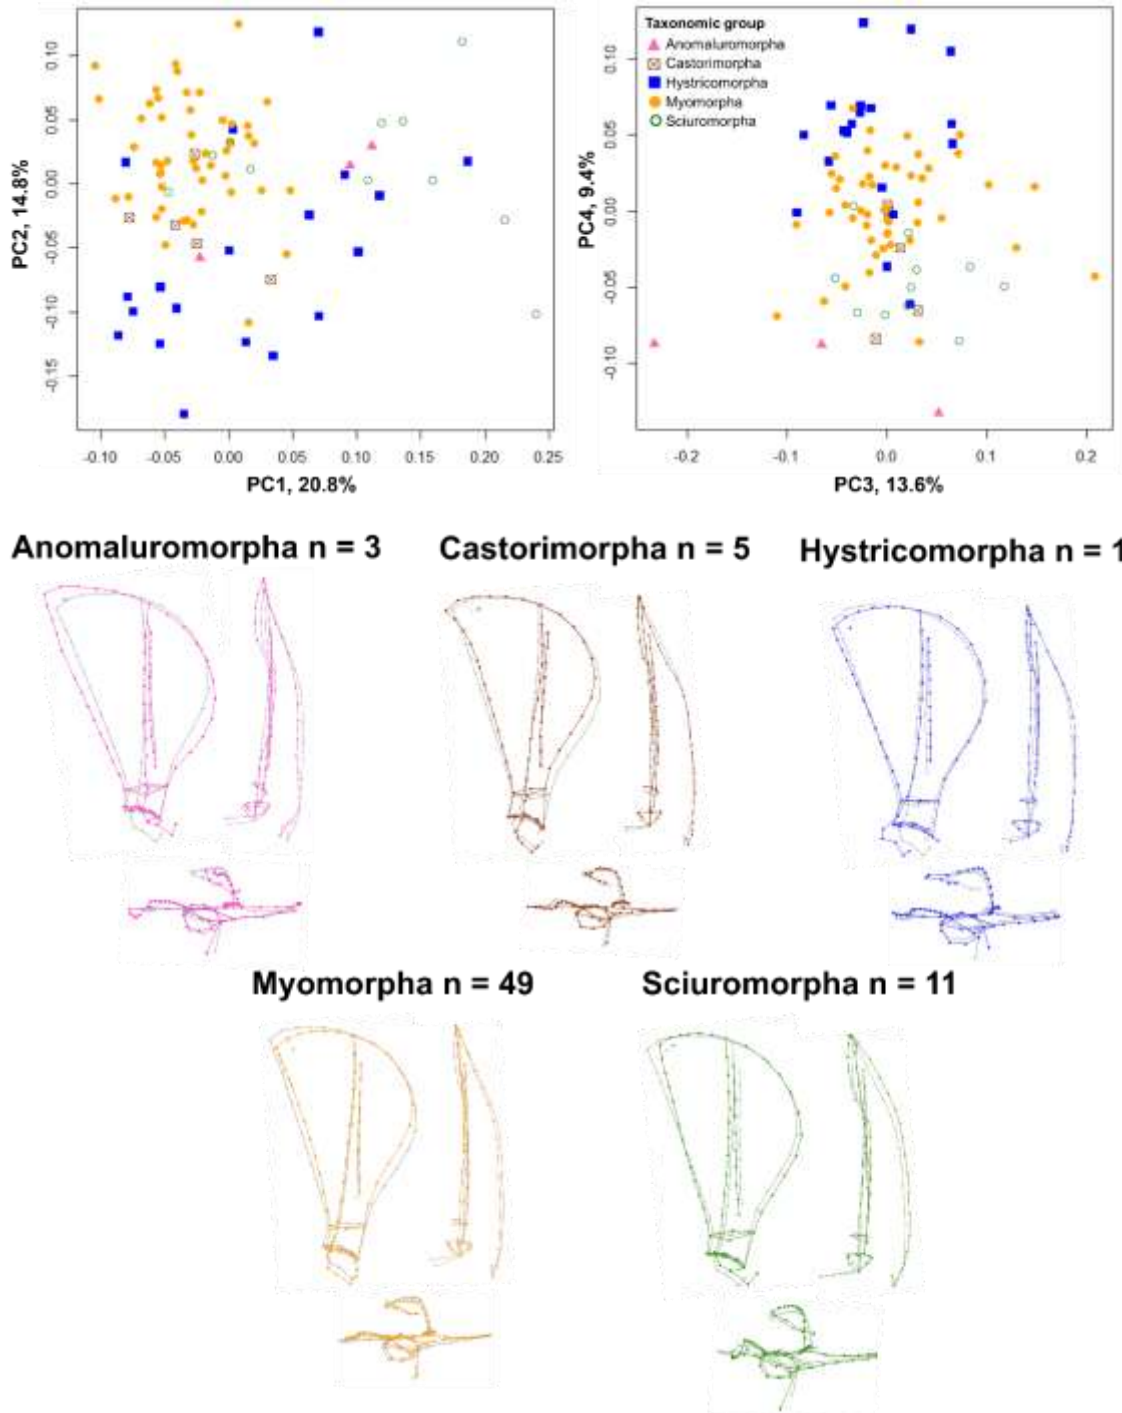 PC2, 14.8%
0.10
0.05
0.00
-0.05
-0.10
-0.15
-0.10 -0.05 0.00 0.05 0.10 0.15 0.20 0.25
PC1, 20.8%
PC4, 9.4%
0.10
0.05
0.00
-0.05
-0.10
-0.2 -0.1 0.0 0.1 0.2
PC3, 13.6%
Taxonomic group
Anomaluromorpha
Castorimorpha
Hystricomorpha
Myomorpha
Sciuromorpha
Anomaluromorpha n = 3
Castorimorpha n = 5
Hystricomorpha n = 1
Myomorpha n = 49
Sciuromorpha n = 11